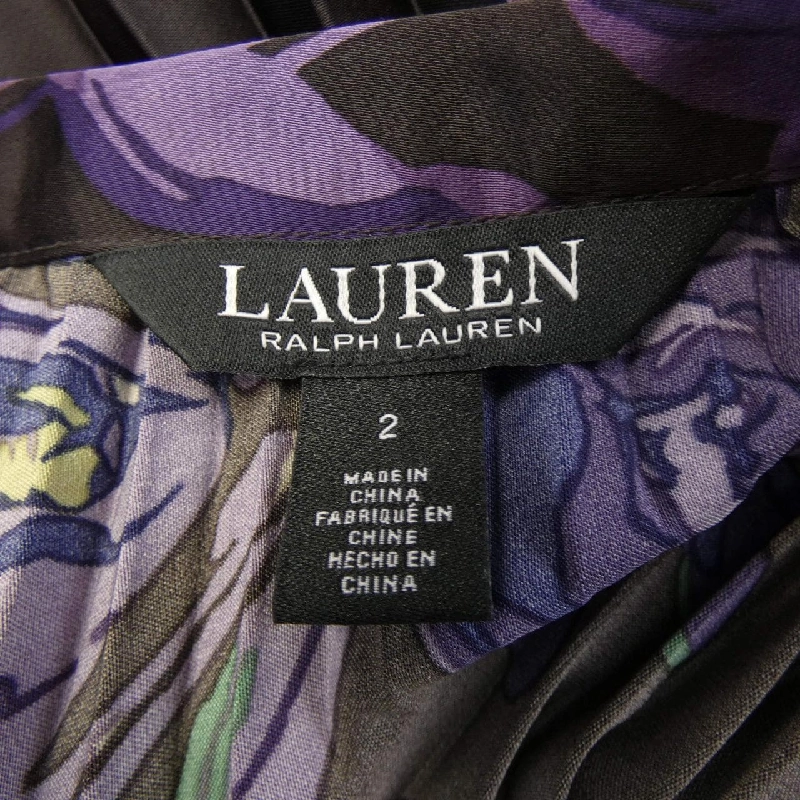 LAUREN
RALPH LAUREN
2
MADE IN
CHINA
FABRIQUÉ EN
CHINE
HECHO EN
CHINA